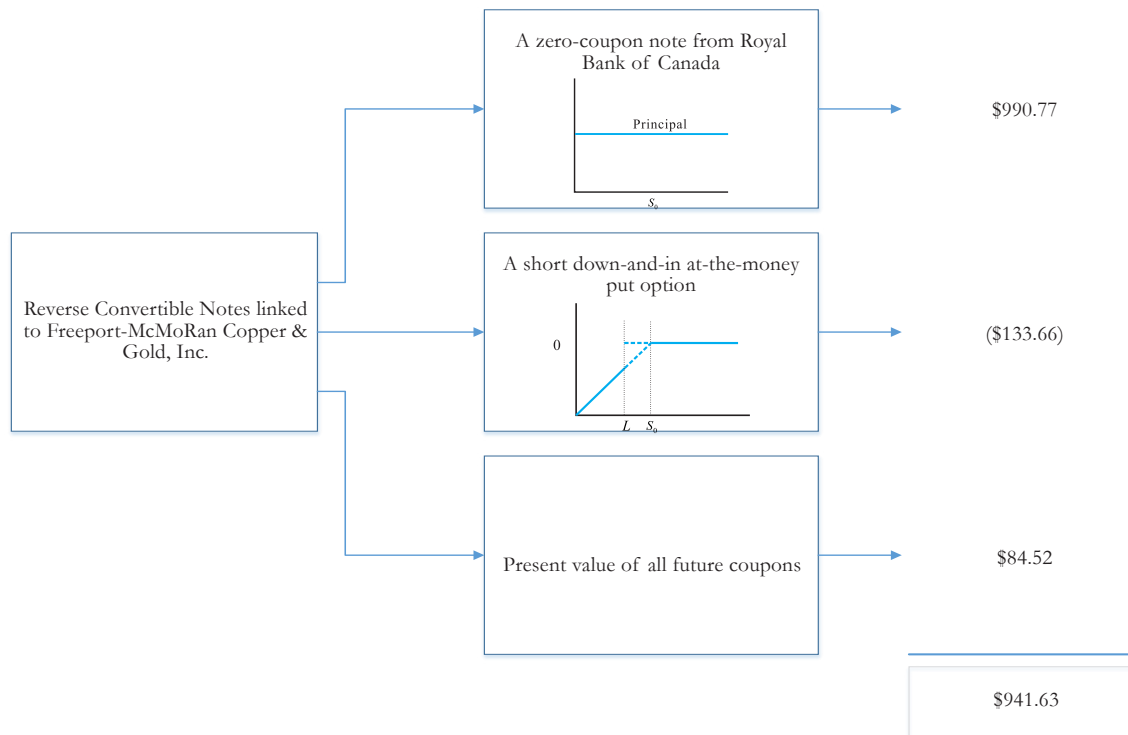 A zero-coupon note from Royal
Bank of Canada
Principal
S₀
$990.77
Reverse Convertible Notes linked
to Freeport-McMoRan Copper &
Gold, Inc.
A short down-and-in at-the-money
put option
0
L S₀
($133.66)
Present value of all future coupons
$84.52
$941.63